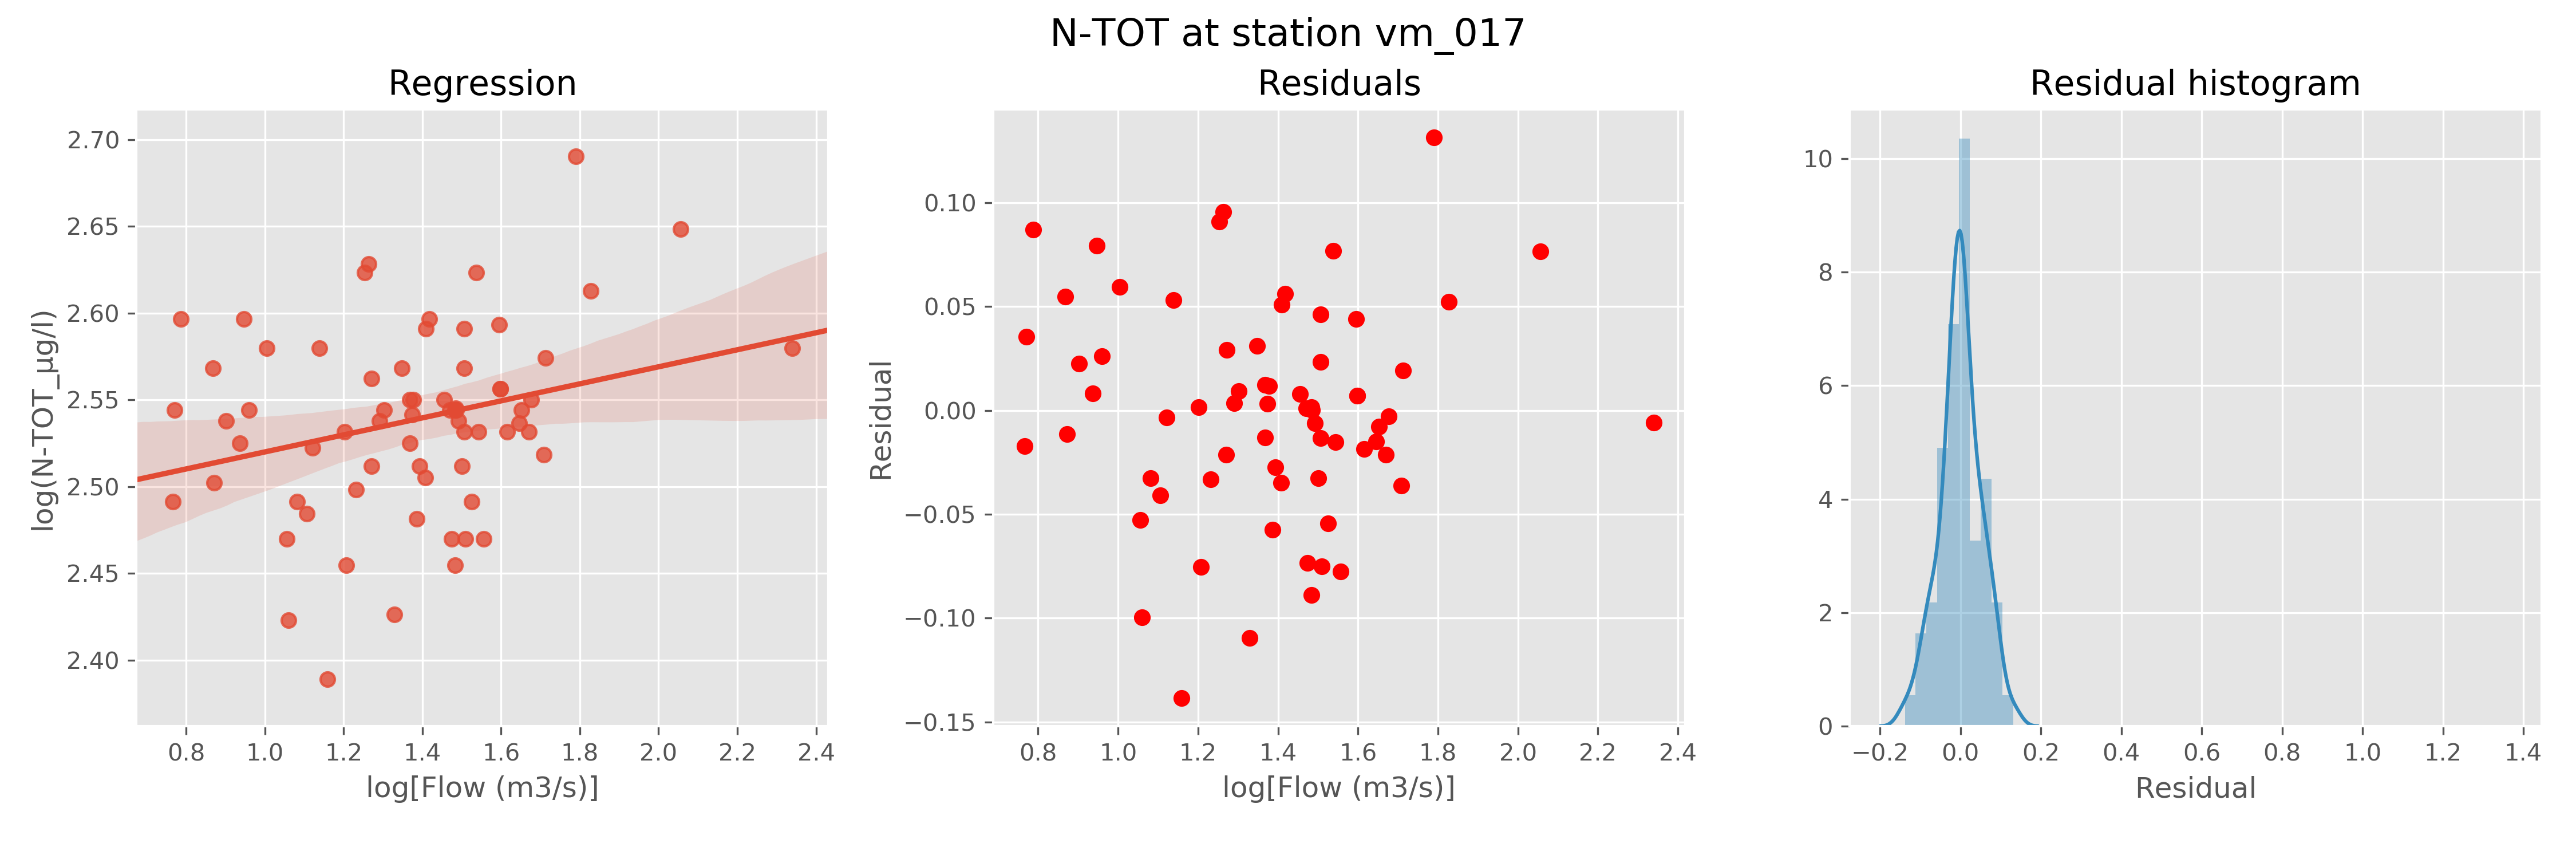 N-TOT at station vm_017
Regression
2.70
2.65
2.60
2.55
2.50
2.45
2.40
log(N-TOT_µg/l)
0.8 1.0 1.2 1.4 1.6 1.8 2.0 2.2 2.4
log[Flow (m3/s)]
Residuals
0.10
0.05
0.00
−0.05
−0.10
−0.15
Residual
0.8 1.0 1.2 1.4 1.6 1.8 2.0 2.2 2.4
log[Flow (m3/s)]
Residual histogram
10
8
6
4
2
0
−0.2 0.0 0.2 0.4 0.6 0.8 1.0 1.2 1.4
Residual